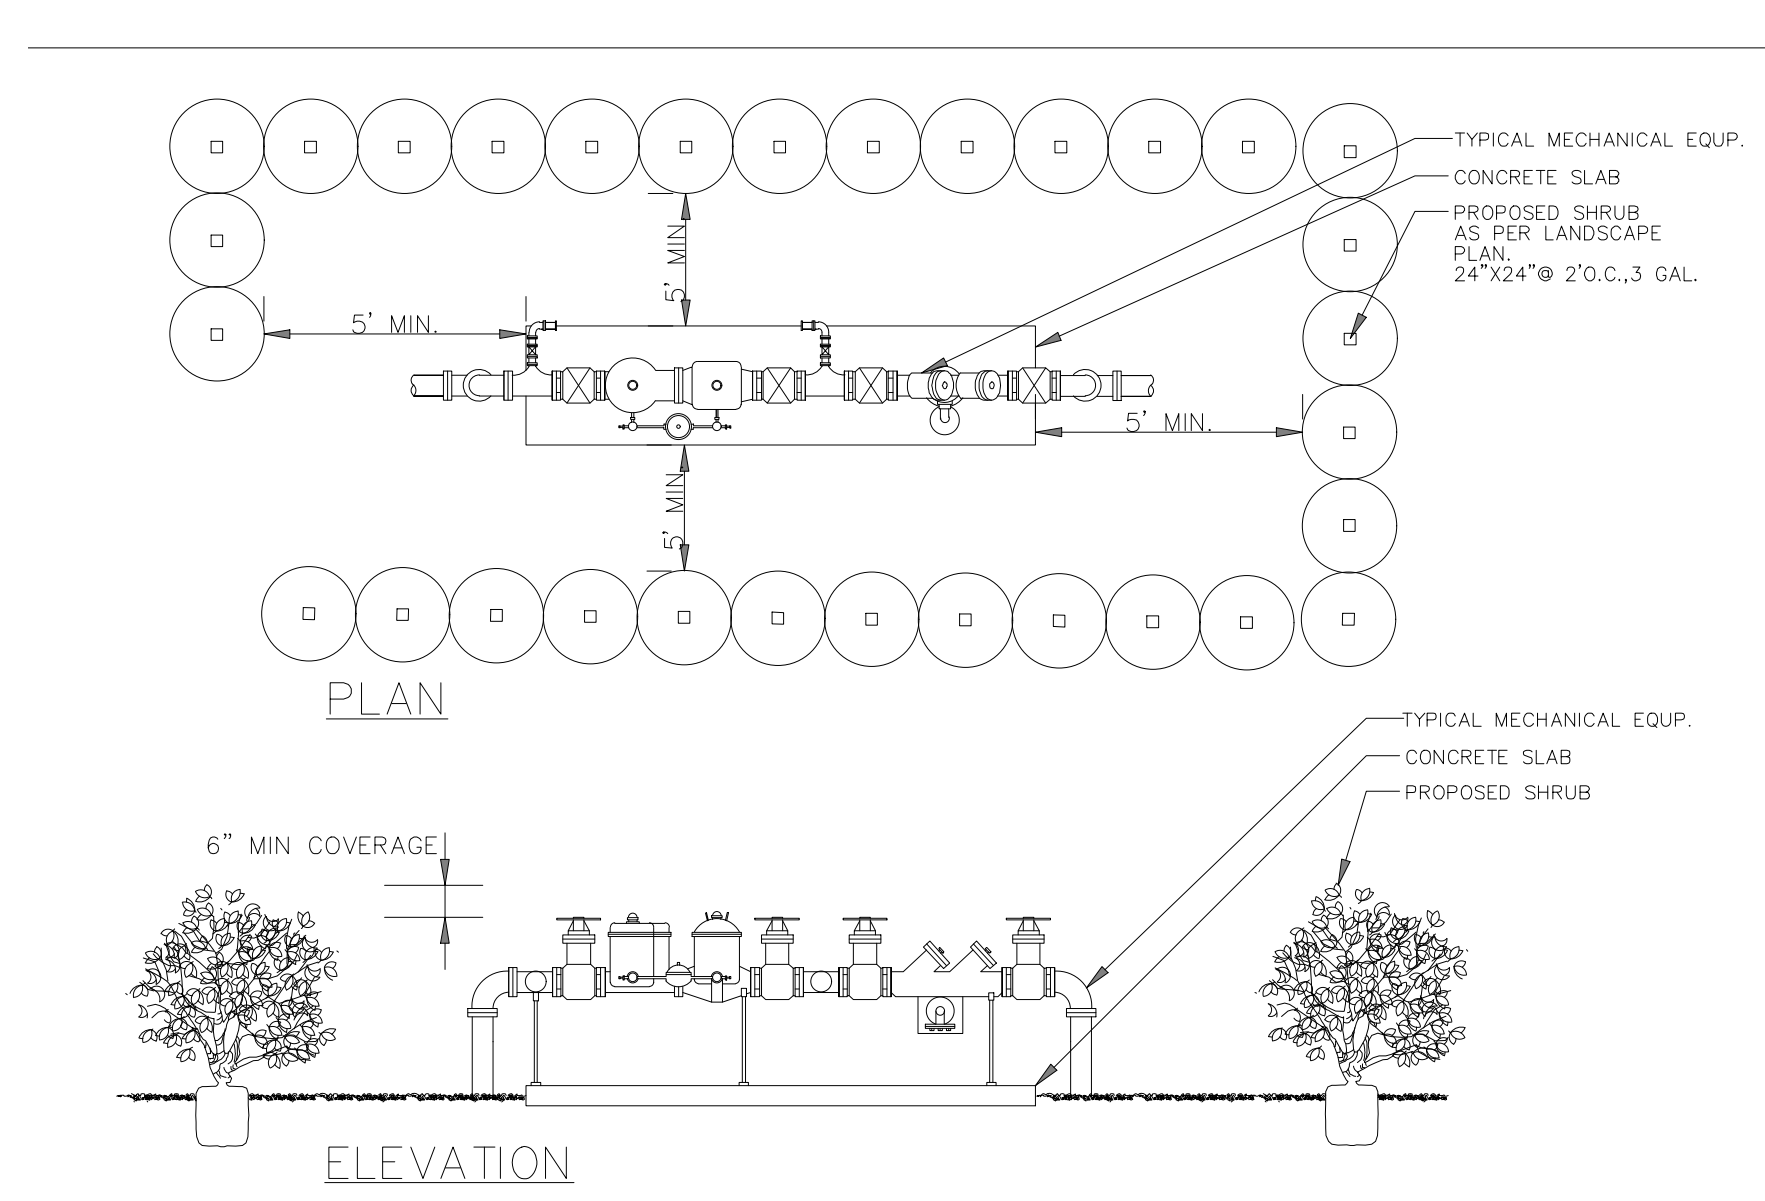 TYPICAL MECHANICAL EQUP.
CONCRETE SLAB
PROPOSED SHRUB
AS PER LANDSCAPE
PLAN.
24"X24"@ 2'O.C.,3 GAL.
5' MIN
5' MIN.
5' MIN.
5' MIN
PLAN
TYPICAL MECHANICAL EQUP.
CONCRETE SLAB
PROPOSED SHRUB
6" MIN COVERAGE
ELEVATION